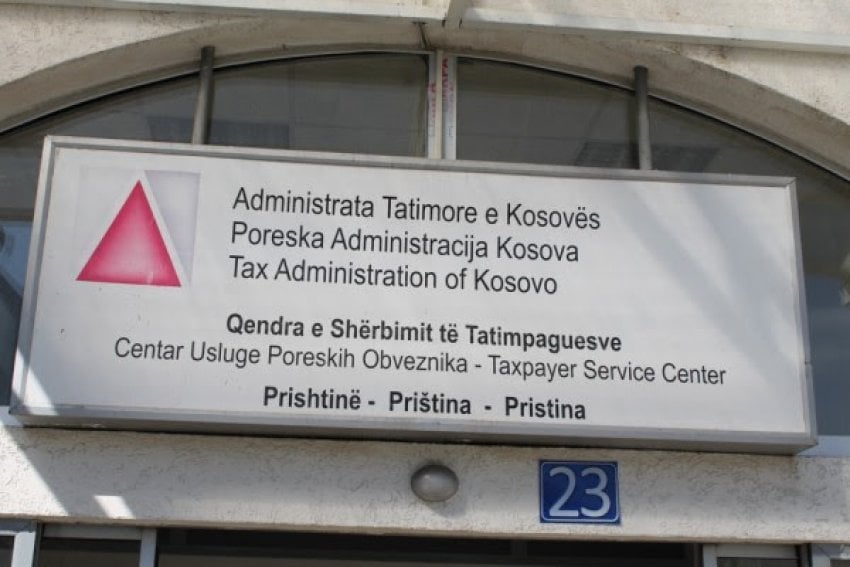 Administrata Tatimore e Kosovës
Poreska Administracija Kosova
Tax Administration of Kosovo
Qendra e Shërbimit të Tatimpaguesve
Centar Usluge Poreskih Obveznika - Taxpayer Service Center
Prishtinë - Priština - Pristina
23